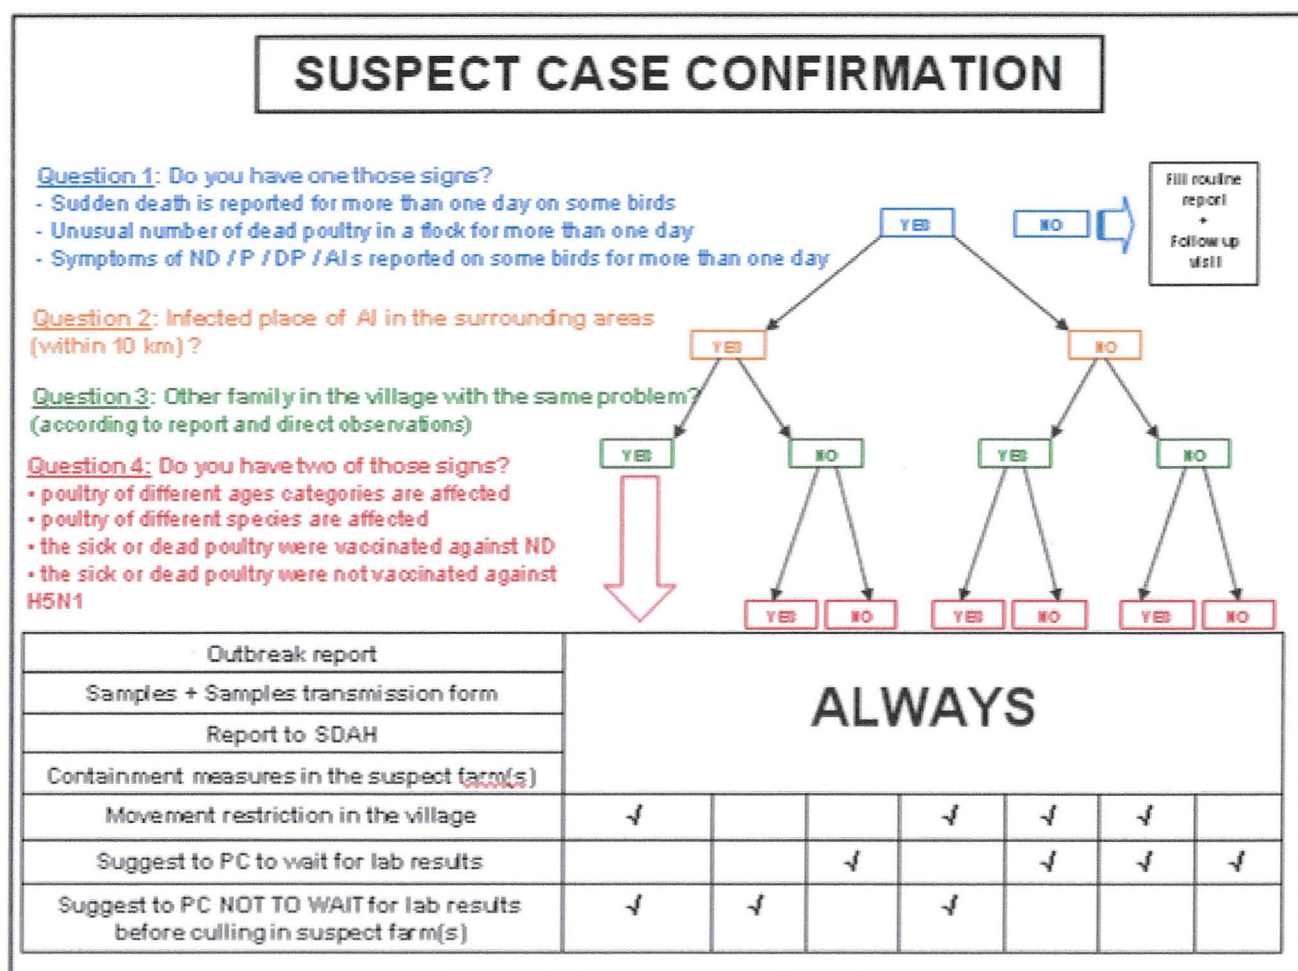 SUSPECT CASE CONFIRMATION
Question 1: Do you have one those signs?
- Sudden death is reported for more than one day on some birds
- Unusual number of dead poultry in a flock for more than one day
- Symptoms of ND / P / DP / AI s reported on some birds for more than one day
YES
NO
Fill routine
report
+
Follow up
visit
Question 2: Infected place of AI in the surrounding areas
(within 10 km) ?
YES
NO
Question 3: Other family in the village with the same problem?
(according to report and direct observations)
YES
NO
YES
NO
Question 4: Do you have two of those signs?
• poultry of different ages categories are affected
• poultry of different species are affected
• the sick or dead poultry were vaccinated against ND
• the sick or dead poultry were not vaccinated against
H5N1
YES
NO
YES
NO
YES
NO
Outbreak report
Samples + Samples transmission form
Report to SDAH
Containment measures in the suspect farm(s)
ALWAYS
Movement restriction in the village
√ √ √ √
Suggest to PC to wait for lab results
√ √ √ √
Suggest to PC NOT TO WAIT for lab results
before culling in suspect farm(s)
√ √ √